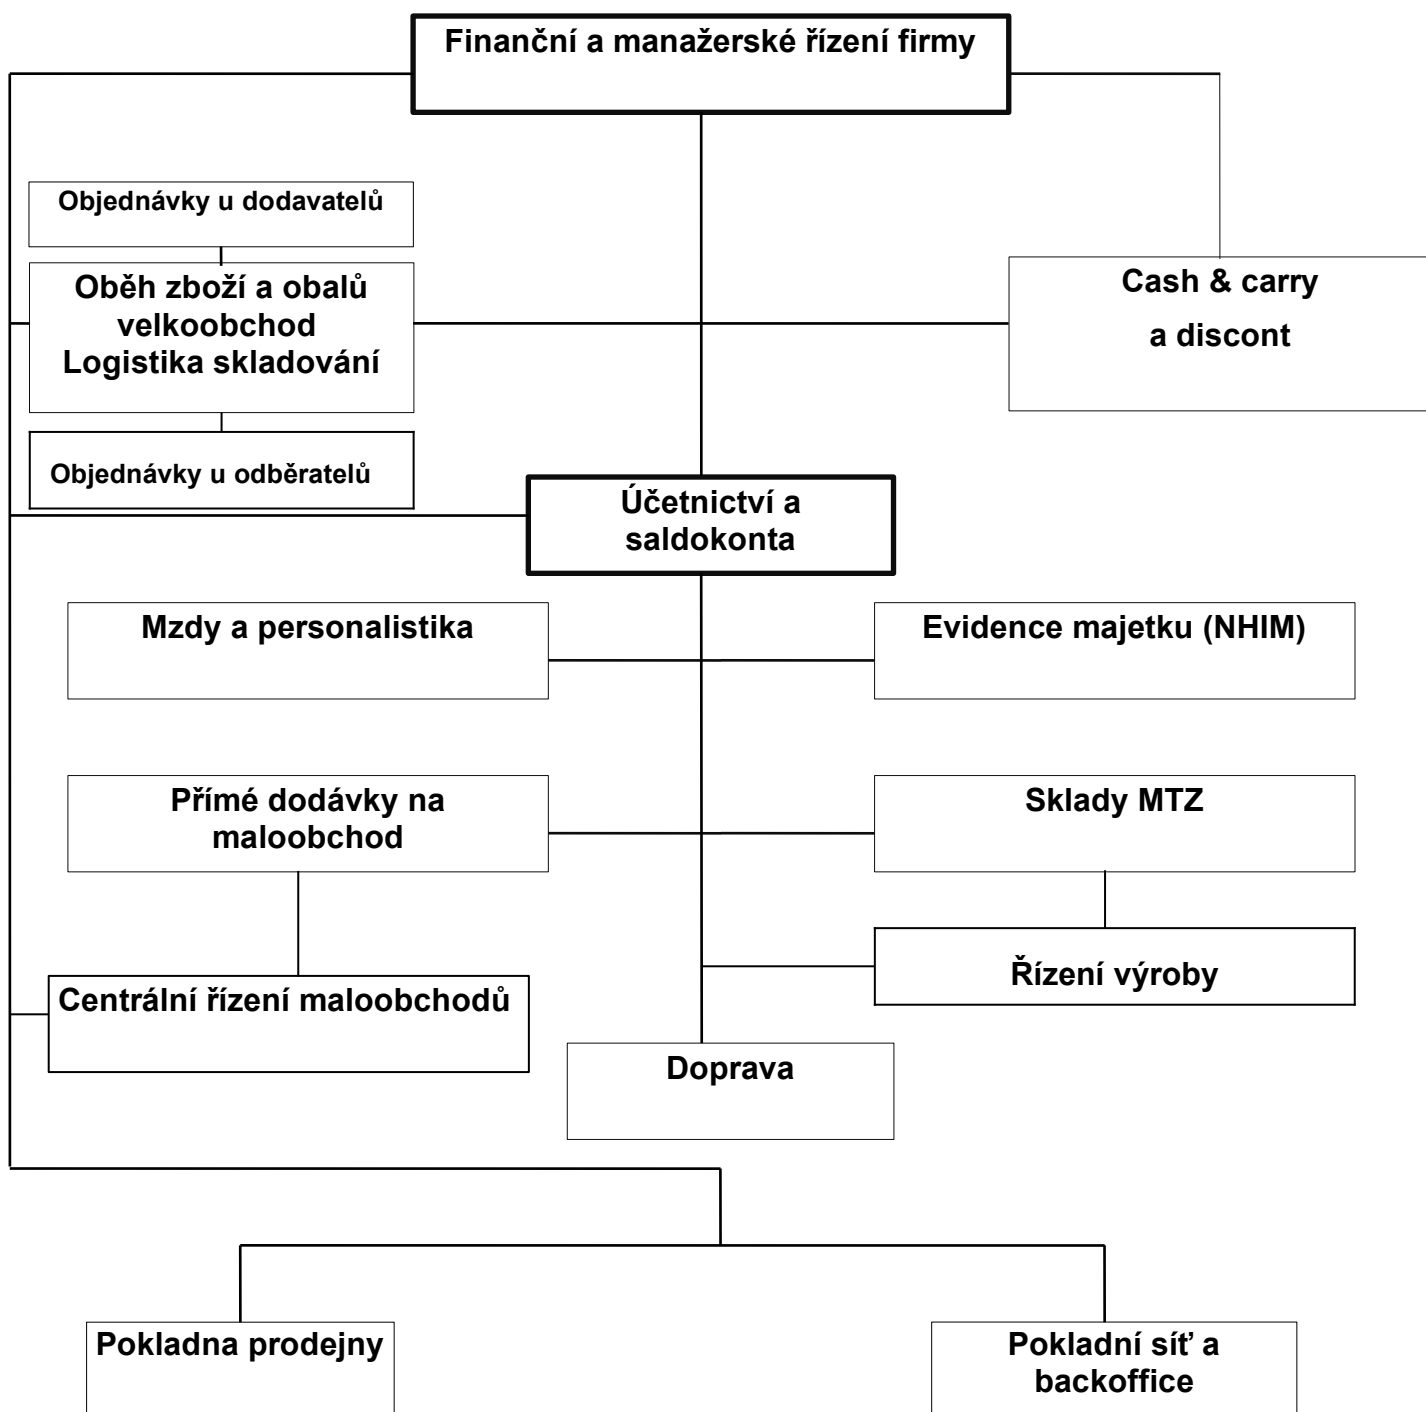 Finanční a manažerské řízení firmy
Objednávky u dodavatelů
Oběh zboží a obalů
velkoobchod
Logistika skladování
Cash & carry
a discont
Objednávky u odběratelů
Účetnictví a
saldokonta
Mzdy a personalistika
Evidence majetku (NHIM)
Přímé dodávky na
maloobchod
Sklady MTZ
Řízení výroby
Centrální řízení maloobchodů
Doprava
Pokladna prodejny
Pokladní síť a
backoffice